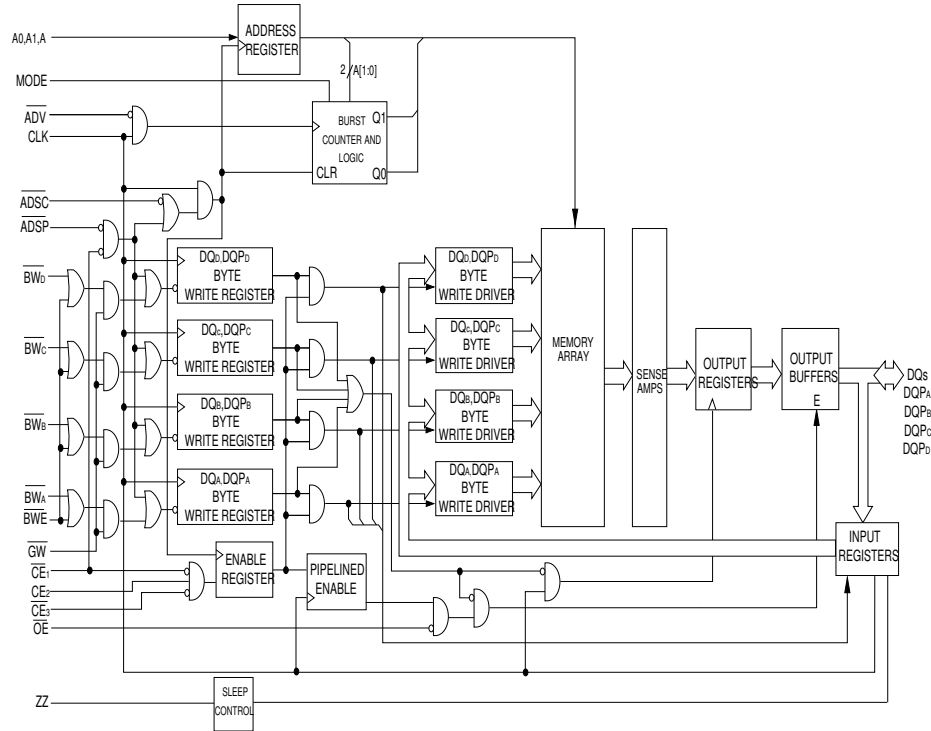 A0,A1,A
ADDRESS
REGISTER
MODE
2
A[1:0]
ADV
CLK
BURST
COUNTER AND
LOGIC
Q1
CLR
Q0
ADSC
ADSP
BWD
DQD,DQPD
BYTE
WRITE REGISTER
DQD,DQPD
BYTE
WRITE DRIVER
BWC
DQC,DQPC
BYTE
WRITE REGISTER
DQC,DQPC
BYTE
WRITE DRIVER
MEMORY
ARRAY
SENSE
AMPS
OUTPUT
REGISTERS
OUTPUT
BUFFERS
E
DQs
DQPA
DQPB
DQPC
DQPD
BWB
DQB,DQPB
BYTE
WRITE REGISTER
DQB,DQPB
BYTE
WRITE DRIVER
BWA
BWE
DQA,DQPA
BYTE
WRITE REGISTER
DQA,DQPA
BYTE
WRITE DRIVER
GW
CE1
CE2
CE3
OE
ENABLE
REGISTER
PIPELINED
ENABLE
INPUT
REGISTERS
ZZ
SLEEP
CONTROL